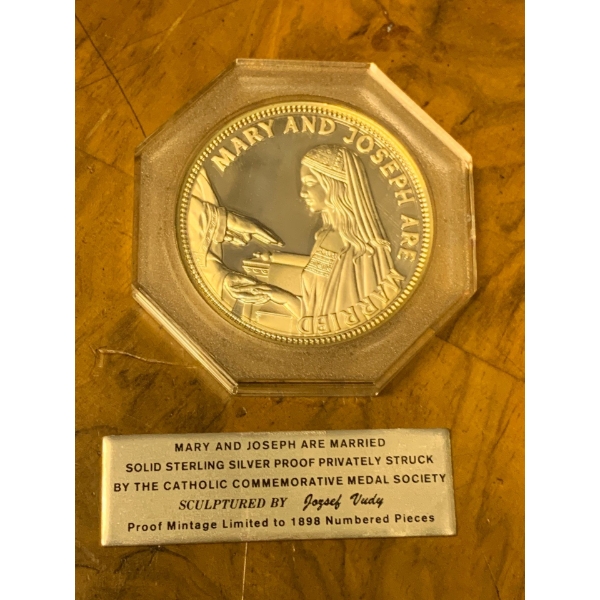 MARY AND JOSEPH ARE MARRIED
MARY AND JOSEPH ARE MARRIED
SOLID STERLING SILVER PROOF PRIVATELY STRUCK
BY THE CATHOLIC COMMEMORATIVE MEDAL SOCIETY
SCULPTURED BY Jozsef Vudy
Proof Mintage Limited to 1898 Numbered Pieces